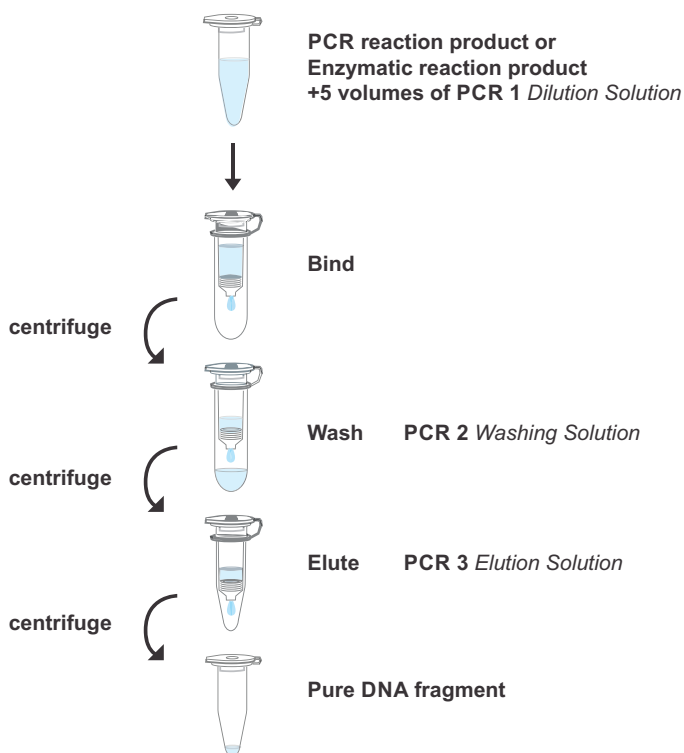 PCR reaction product or
Enzymatic reaction product
+5 volumes of PCR 1 Dilution Solution
Bind
centrifuge
Wash PCR 2 Washing Solution
centrifuge
Elute PCR 3 Elution Solution
centrifuge
Pure DNA fragment